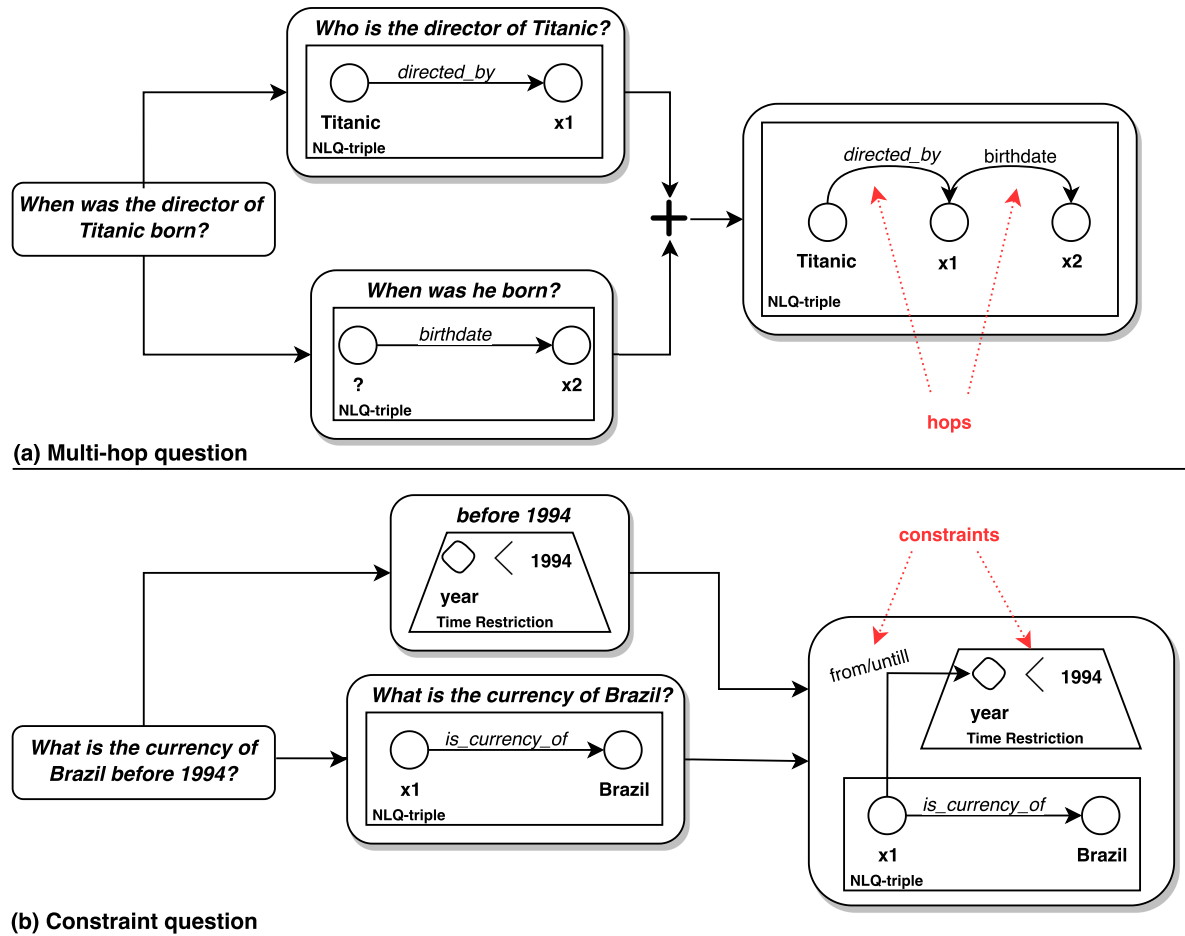 Who is the director of Titanic?
directed_by
Titanic
x1
NLQ-triple
When was the director of
Titanic born?
When was he born?
birthdate
?
x2
NLQ-triple
directed_by
birthdate
Titanic
x1
x2
NLQ-triple
hops
(a) Multi-hop question
before 1994
1994
year
Time Restriction
What is the currency of
Brazil before 1994?
What is the currency of Brazil?
is_currency_of
x1
Brazil
NLQ-triple
constraints
from/untill
1994
year
Time Restriction
is_currency_of
x1
Brazil
NLQ-triple
(b) Constraint question